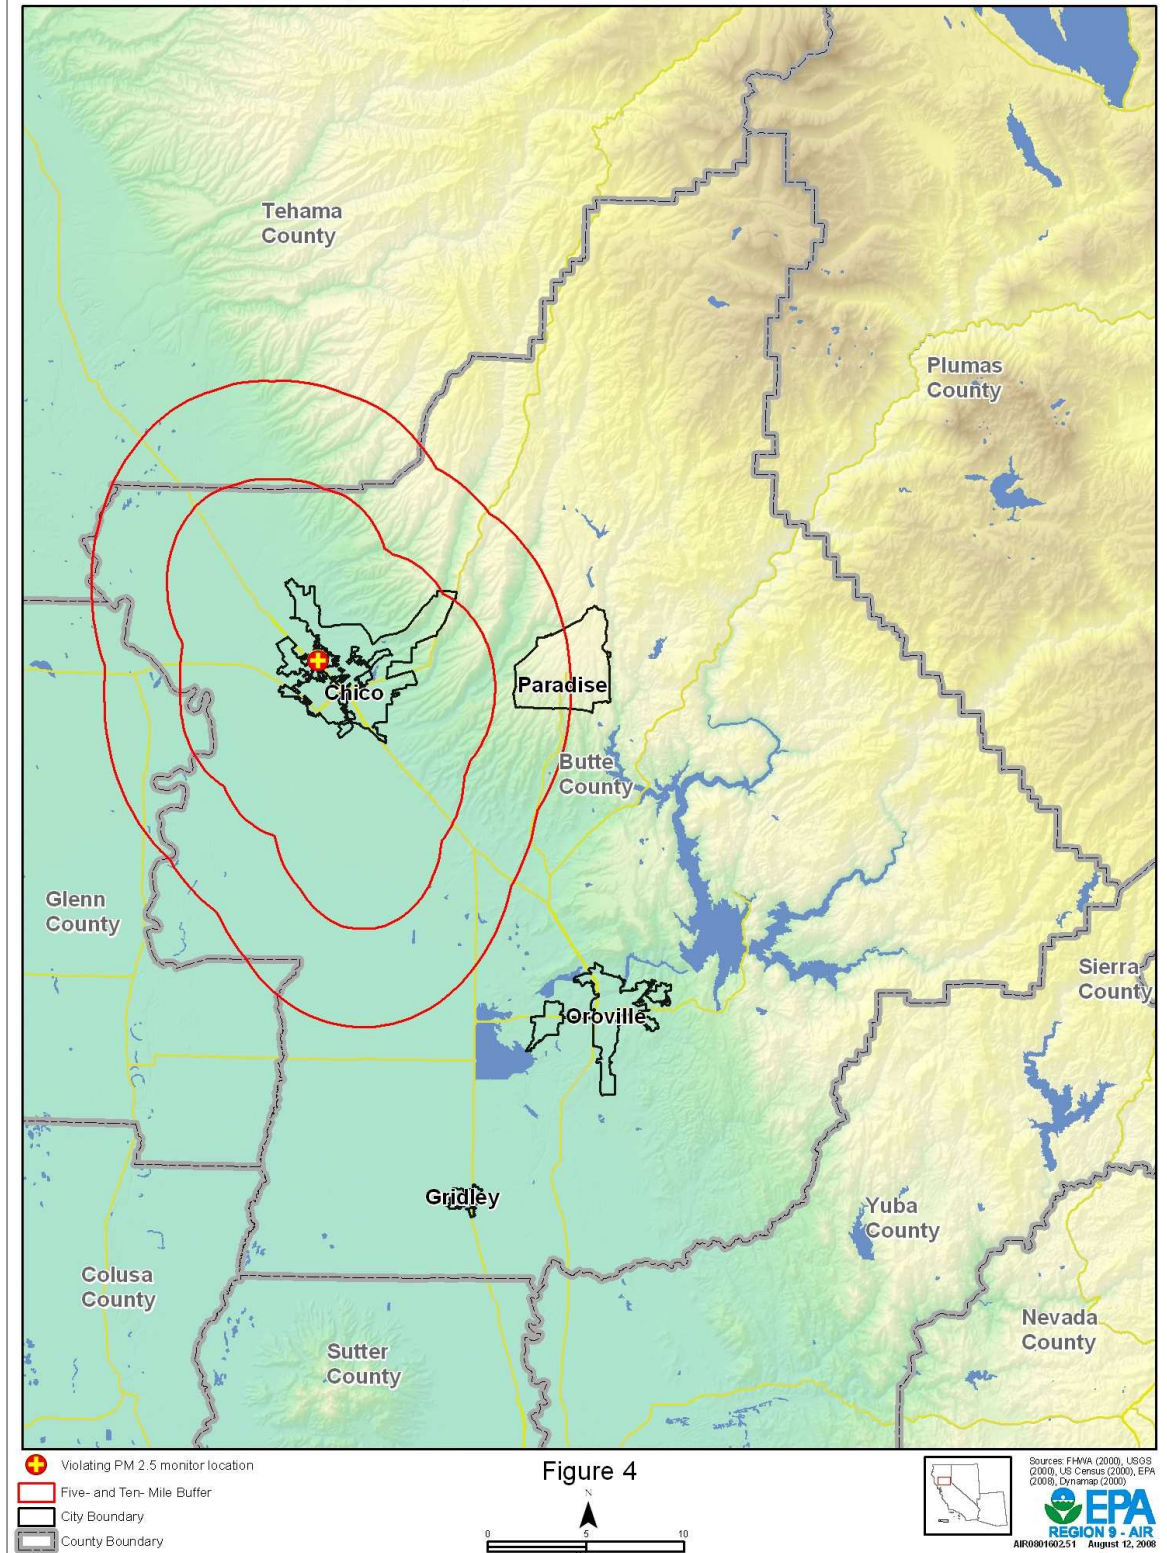 Tehama
County
Plumas
County
Chico
Paradise
Butte
County
Glenn
County
Sierra
County
Oroville
Gridley
Yuba
County
Colusa
County
Nevada
County
Sutter
County
Violating PM 2.5 monitor location
Five- and Ten- Mile Buffer
City Boundary
County Boundary
Figure 4
N
0 5 10
Sources: FHWA (2000), USGS
(2000), US Census (2000), EPA
(2008), Dynamap (2000)
EPA
REGION 9 - AIR
AIR0801602.51 August 12, 2008